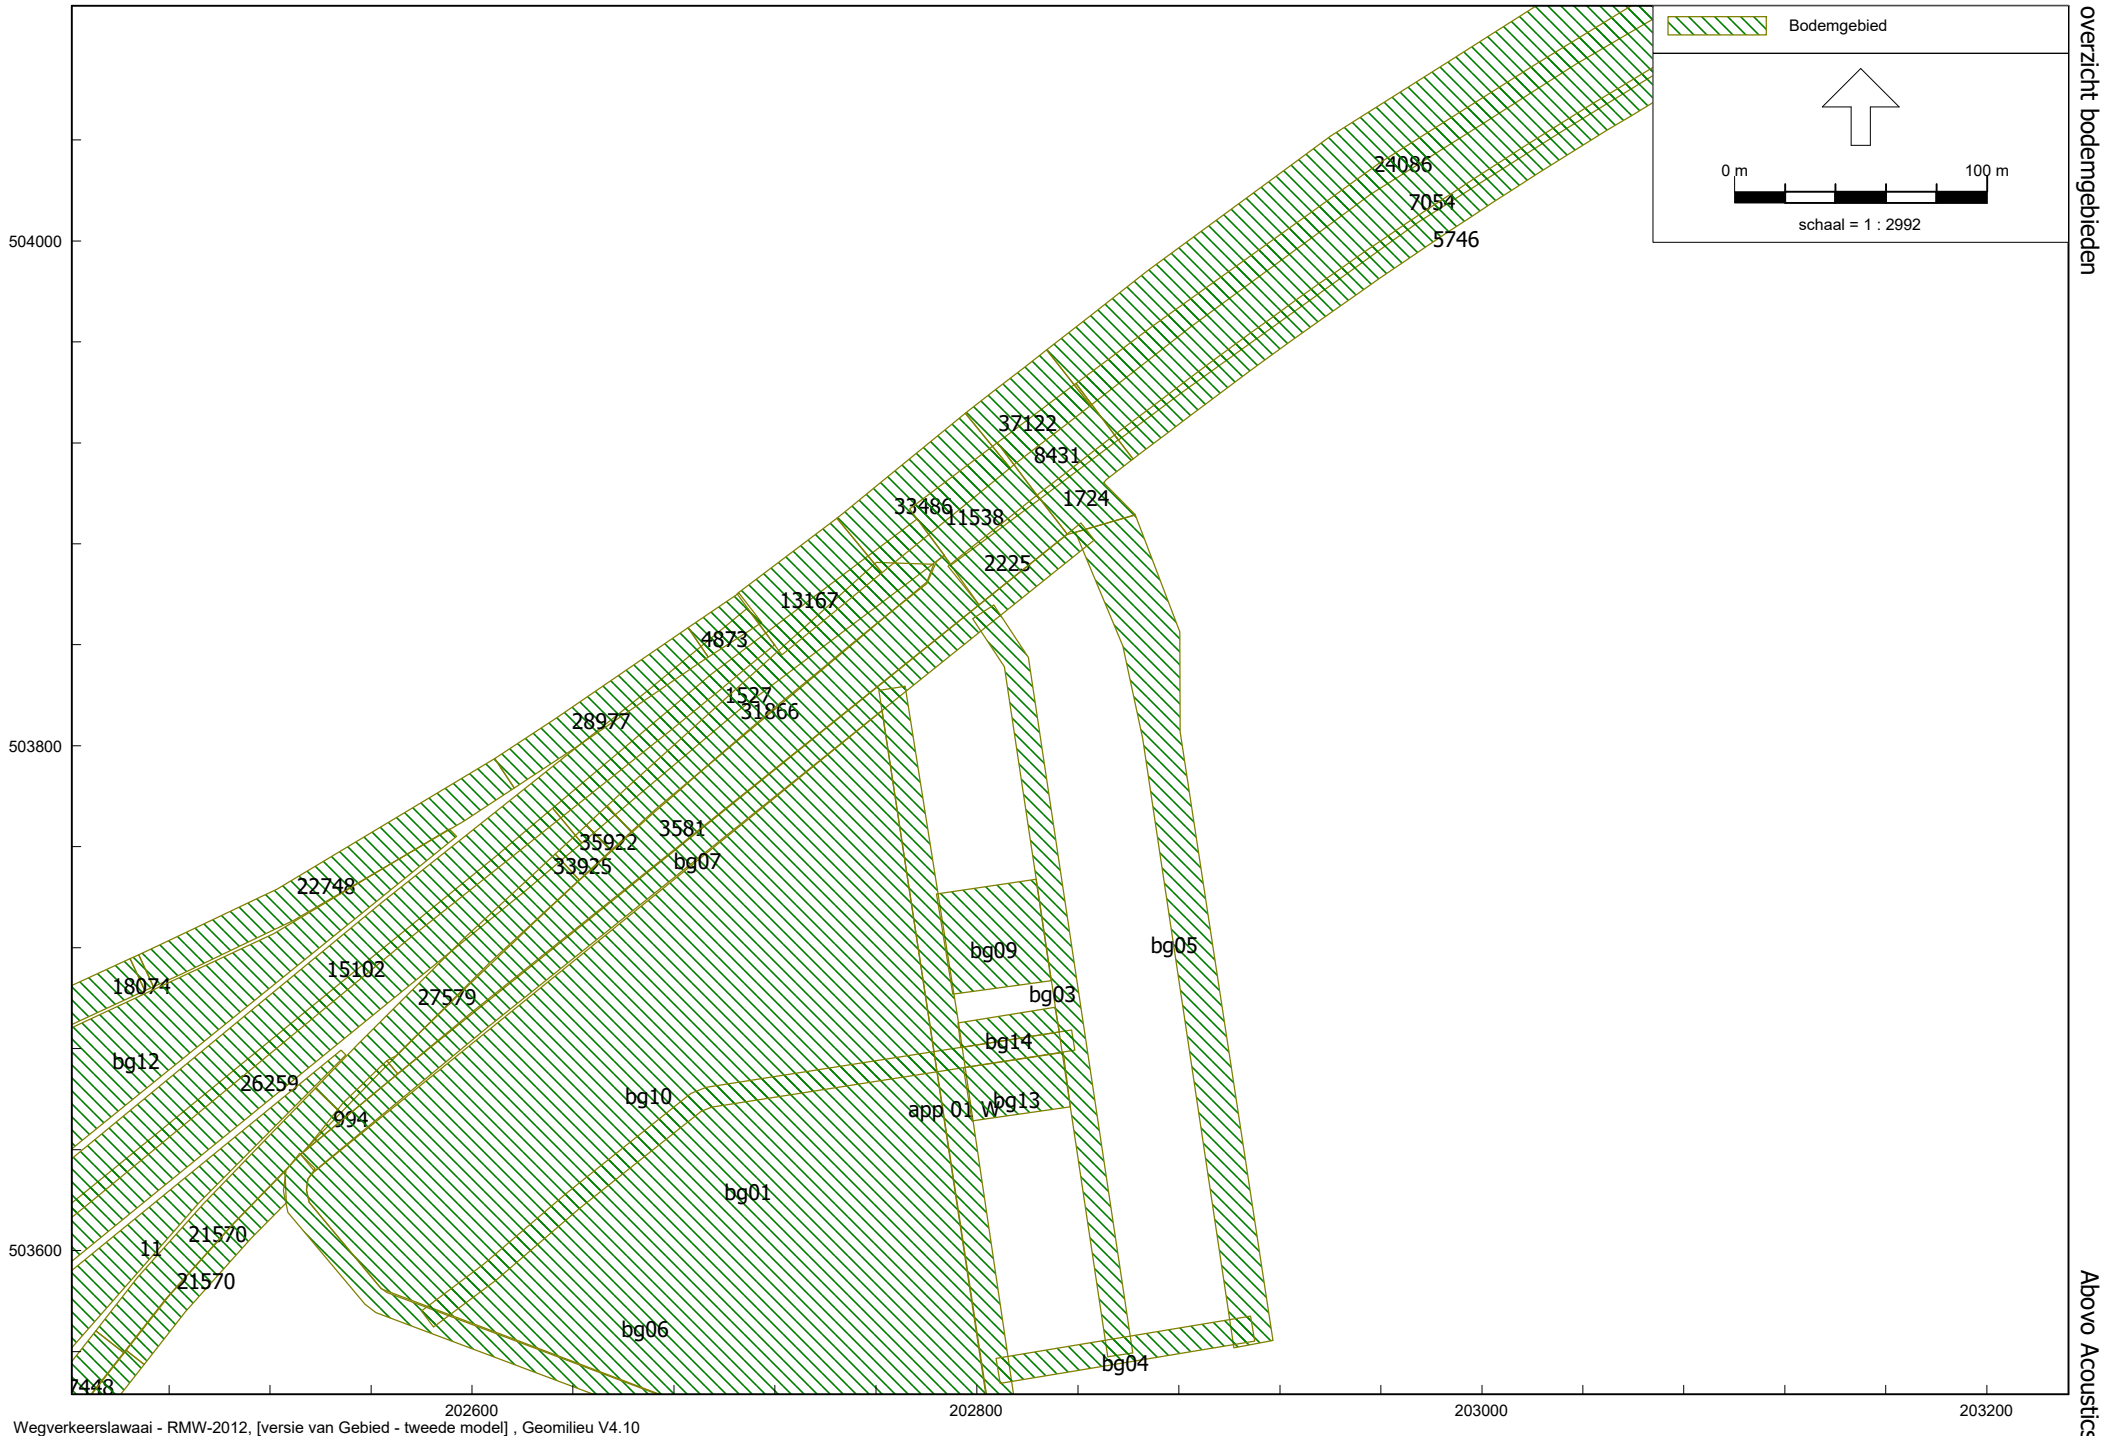 Bodemgebied
overzicht bodemgebieden
0 m
100 m
schaal = 1 : 2992
24086
7054
504000
5746
37122
8431
1724
33486
11538
2225
13167
4873
1527
31866
28977
503800
3581
35922
bg07
33925
22748
bg09
bg05
15102
18074
27579
bg03
bg14
bg12
26259
bg10
bg13
app 01 W
994
bg01
21570
11
503600
21570
bg06
bg04
7448
Abovo Acoustics
202600
202800
203000
203200
Wegverkeerslawaai - RMW-2012, [versie van Gebied - tweede model] , Geomilieu V4.10